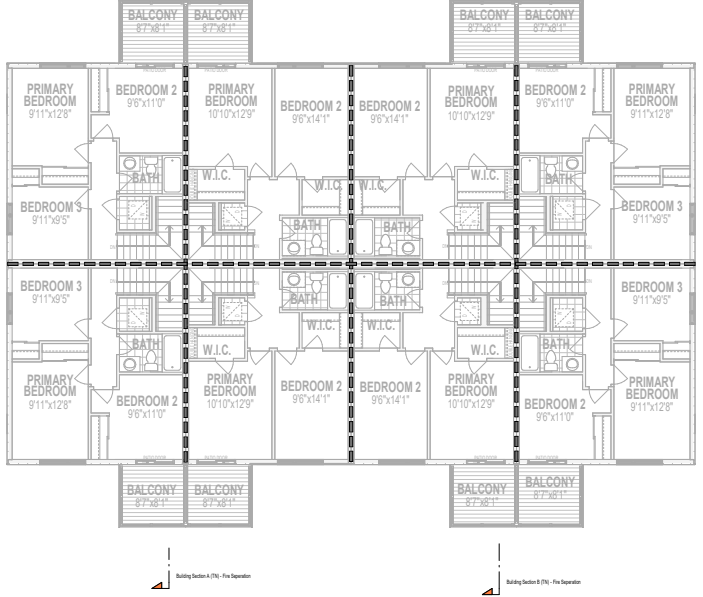 BALCONY BALCONY BALCONY BALCONY
8'7"x8'1" 8'7"x8'1" 8'7"x8'1" 8'7"x8'1"
PRIMARY BEDROOM
9'11"x12'8"
BEDROOM 2
9'6"x11'0"
PRIMARY BEDROOM
10'10"x12'9"
BEDROOM 2
9'6"x14'1"
BEDROOM 2
9'6"x14'1"
PRIMARY BEDROOM
10'10"x12'9"
BEDROOM 2
9'6"x11'0"
PRIMARY BEDROOM
9'11"x12'8"
BATH W.I.C. W.I.C. W.I.C. W.I.C. BATH
BEDROOM 3
9'11"x9'5"
BATH BATH
BEDROOM 3
9'11"x9'5"
BEDROOM 3
9'11"x9'5"
BATH BATH
BEDROOM 3
9'11"x9'5"
BATH W.I.C. W.I.C. W.I.C. W.I.C. BATH
PRIMARY BEDROOM
9'11"x12'8"
BEDROOM 2
9'6"x11'0"
PRIMARY BEDROOM
10'10"x12'9"
BEDROOM 2
9'6"x14'1"
BEDROOM 2
9'6"x14'1"
PRIMARY BEDROOM
10'10"x12'9"
BEDROOM 2
9'6"x11'0"
PRIMARY BEDROOM
9'11"x12'8"
BALCONY BALCONY BALCONY BALCONY
8'7"x8'1" 8'7"x8'1" 8'7"x8'1" 8'7"x8'1"
Building Section A (TN) - Fire Separation
Building Section B (TN) - Fire Separation